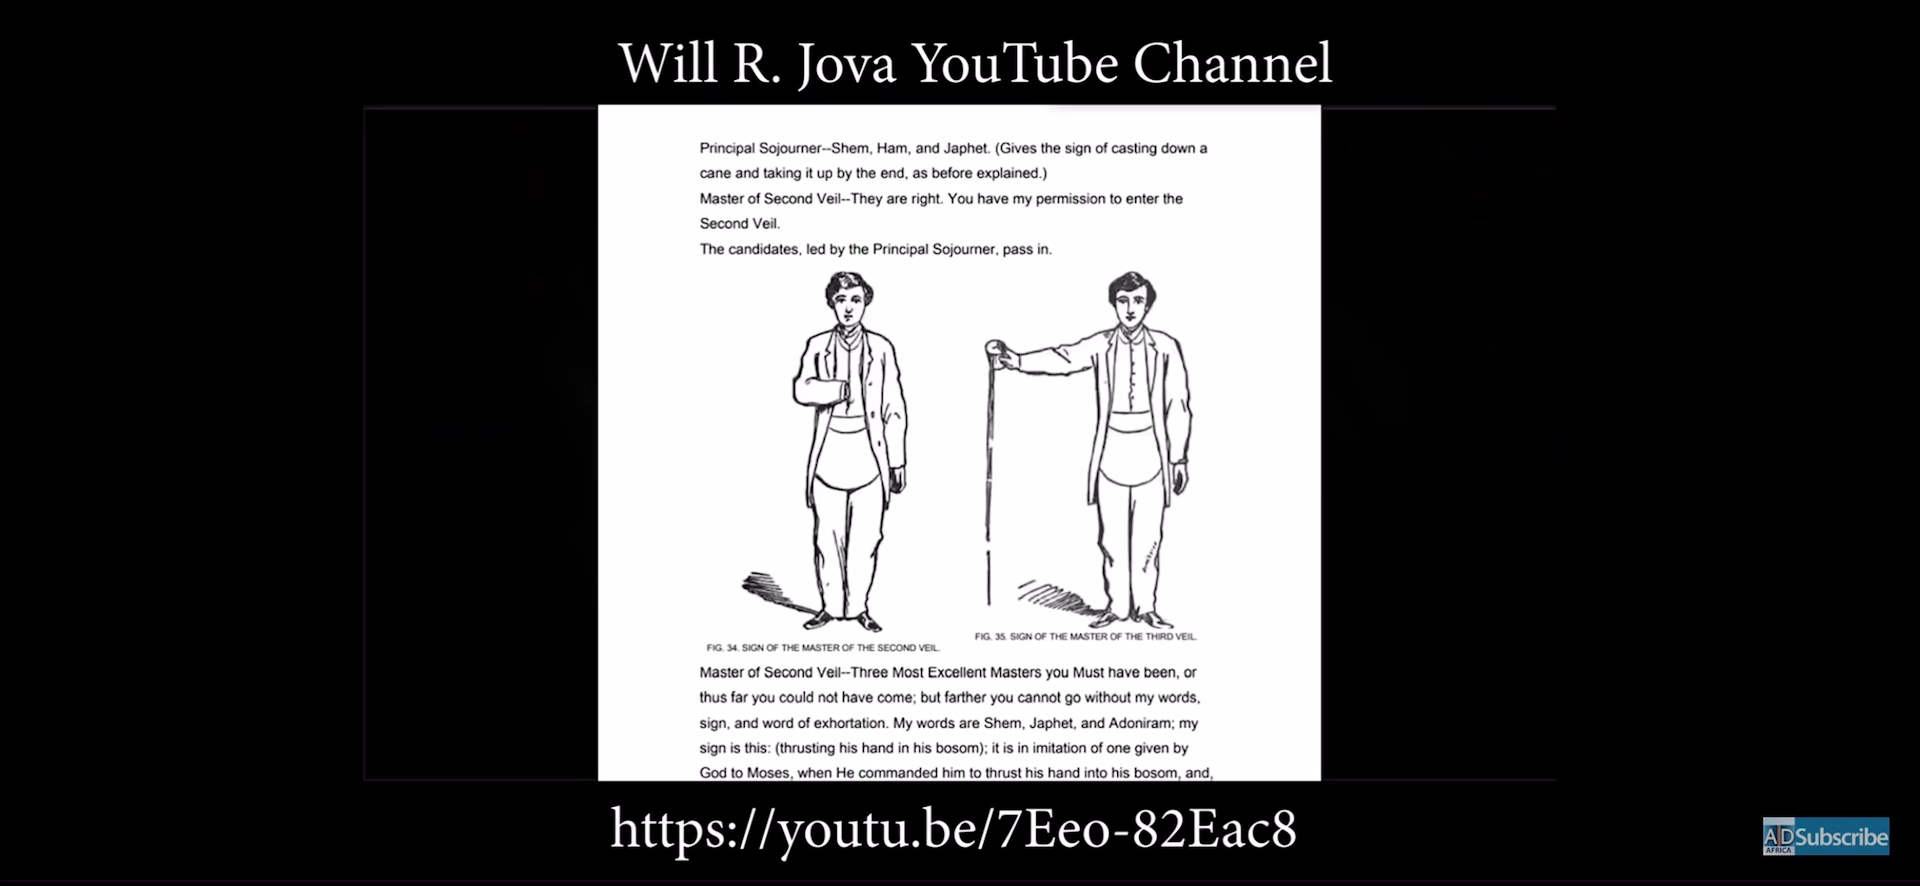 Will R. Jova YouTube Channel
Principal Sojourner--Shem, Ham, and Japhet. (Gives the sign of casting down a
cane and taking it up by the end, as before explained.)
Master of Second Veil--They are right. You have my permission to enter the
Second Veil.
The candidates, led by the Principal Sojourner, pass in.
FIG. 34. SIGN OF THE MASTER OF THE SECOND VEIL.
FIG. 35. SIGN OF THE MASTER OF THE THIRD VEIL.
Master of Second Veil--Three Most Excellent Masters you Must have been, or
thus far you could not have come; but farther you cannot go without my words,
sign, and word of exhortation. My words are Shem, Japhet, and Adoniram; my
sign is this: (thrusting his hand in his bosom); it is in imitation of one given by
God to Moses, when He commanded him to thrust his hand into his bosom, and,
https://youtu.be/7Eeo-82Eac8
AD Subscribe
AFRICA